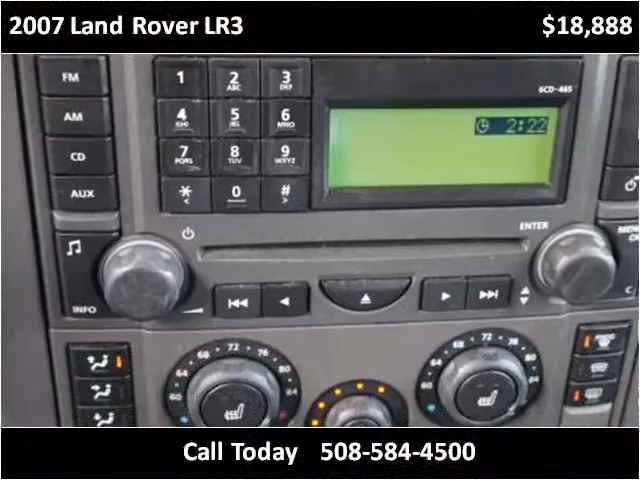 2007 Land Rover LR3 $18,888
FM 1 2 ABC 3 DEF 6CD-465
AM 4 GHI 5 JKL 6 MNO 2:22
CD 7 PQRS 8 TUV 9 WXYZ
AUX * < 0 # >
ENTER
INFO
60 64 68 72 76 80 84
60 64 68 72 76 80 84
Call Today 508-584-4500